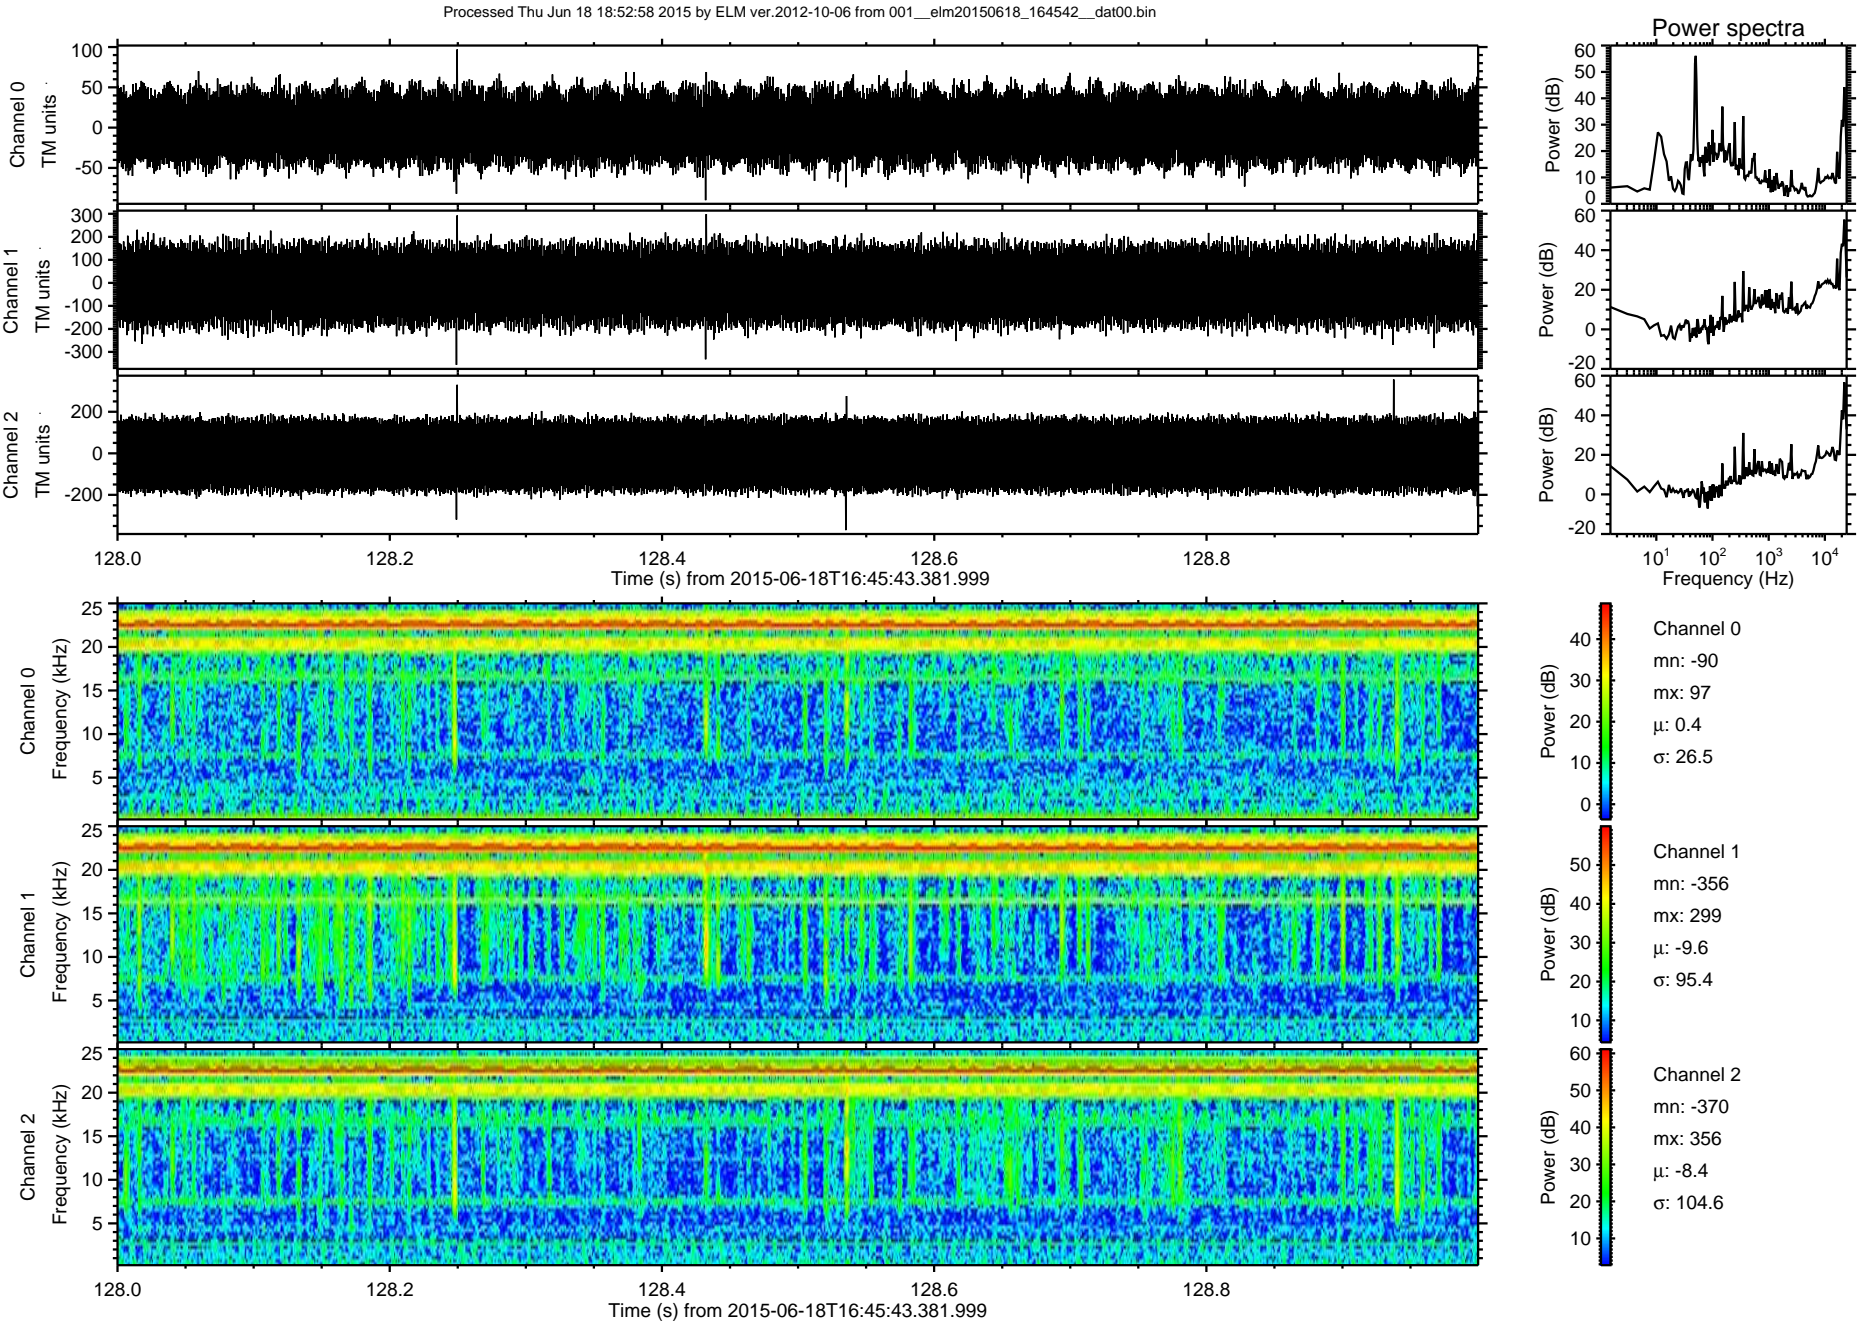 Processed Thu Jun 18 18:52:58 2015 by ELM ver.2012-10-06 from 001__elm20150618_164542__dat00.bin
Power spectra
Channel 0
TM units
100
50
0
-50
Power (dB)
60
50
40
30
20
10
0
Channel 1
TM units
300
200
100
0
-100
-200
-300
Power (dB)
60
40
20
0
-20
Channel 2
TM units
200
0
-200
Power (dB)
60
40
20
0
-20
128.0 128.2 128.4 128.6 128.8
Time (s) from 2015-06-18T16:45:43.381.999
10^1 10^2 10^3 10^4
Frequency (Hz)
Channel 0
Frequency (kHz)
25
20
15
10
5
Power (dB)
40
30
20
10
0
Channel 0
mn: -90
mx: 97
μ: 0.4
σ: 26.5
Channel 1
Frequency (kHz)
25
20
15
10
5
Power (dB)
50
40
30
20
10
Channel 1
mn: -356
mx: 299
μ: -9.6
σ: 95.4
Channel 2
Frequency (kHz)
25
20
15
10
5
Power (dB)
60
50
40
30
20
10
Channel 2
mn: -370
mx: 356
μ: -8.4
σ: 104.6
128.0 128.2 128.4 128.6 128.8
Time (s) from 2015-06-18T16:45:43.381.999